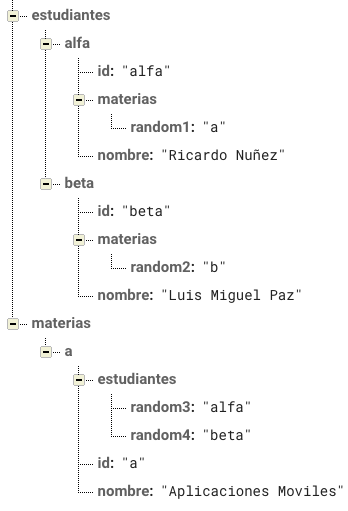 estudiantes
alfa
id: "alfa"
materias
random1: "a"
nombre: "Ricardo Nuñez"
beta
id: "beta"
materias
random2: "b"
nombre: "Luis Miguel Paz"
materias
a
estudiantes
random3: "alfa"
random4: "beta"
id: "a"
nombre: "Aplicaciones Moviles"